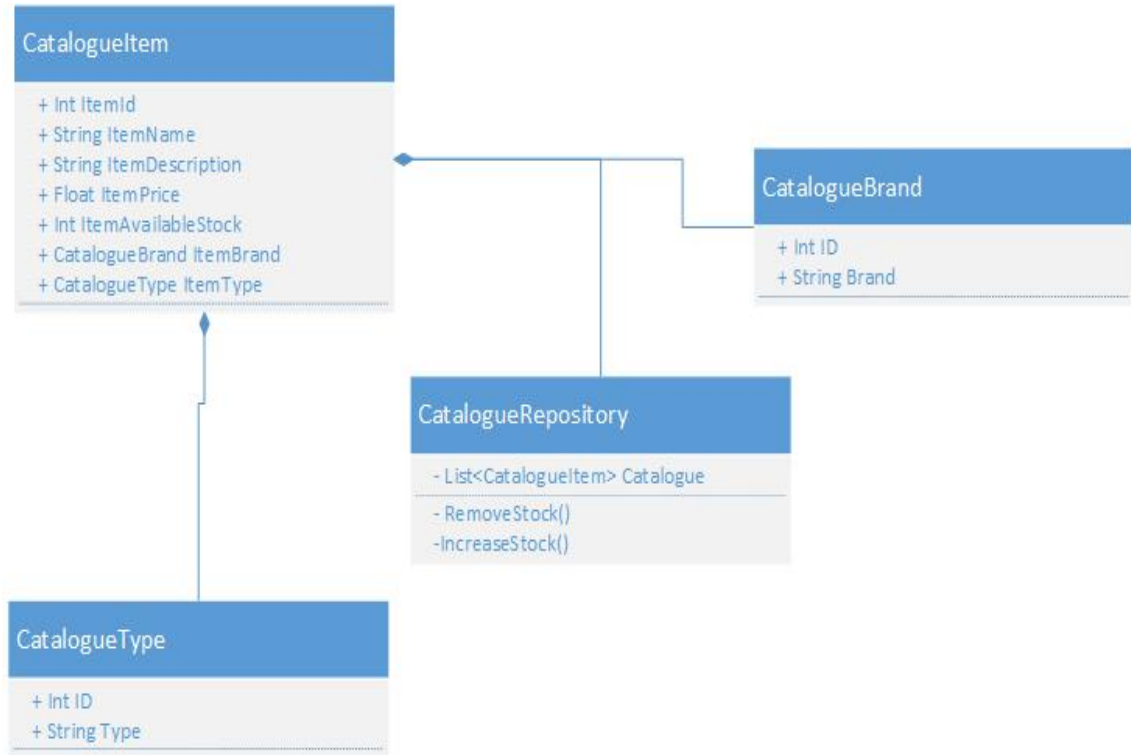 CatalogueItem
+ Int ItemId
+ String ItemName
+ String ItemDescription
+ Float ItemPrice
+ Int ItemAvailableStock
+ CatalogueBrand ItemBrand
+ CatalogueType ItemType
CatalogueBrand
+ Int ID
+ String Brand
CatalogueRepository
- List<CatalogueItem> Catalogue
- RemoveStock()
-IncreaseStock()
CatalogueType
+ Int ID
+ String Type